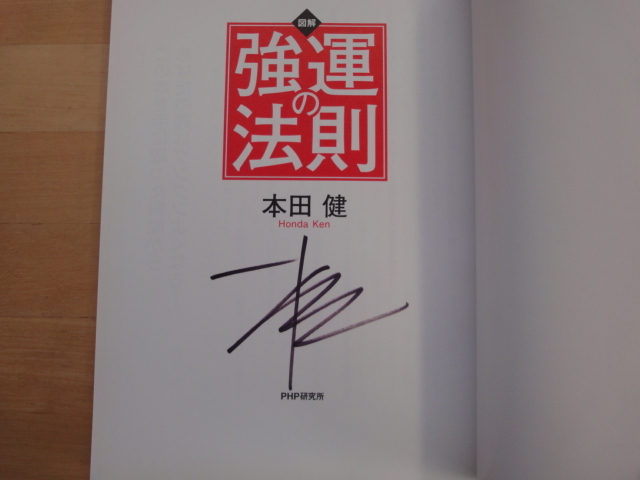 図解
強運
の
法則
本田 健
Honda Ken
PHP研究所